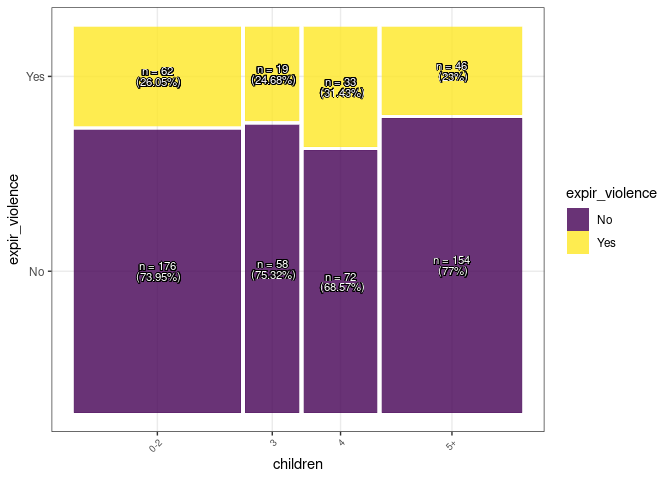 n = 62
(26.05%)
n = 19
(24.68%)
n = 33
(31.43%)
n = 46
(23%)
Yes
expir_violence
No
n = 176
(73.95%)
n = 58
(75.32%)
n = 72
(68.57%)
n = 154
(77%)
0-2
3
4
5+
children
expir_violence
No
Yes